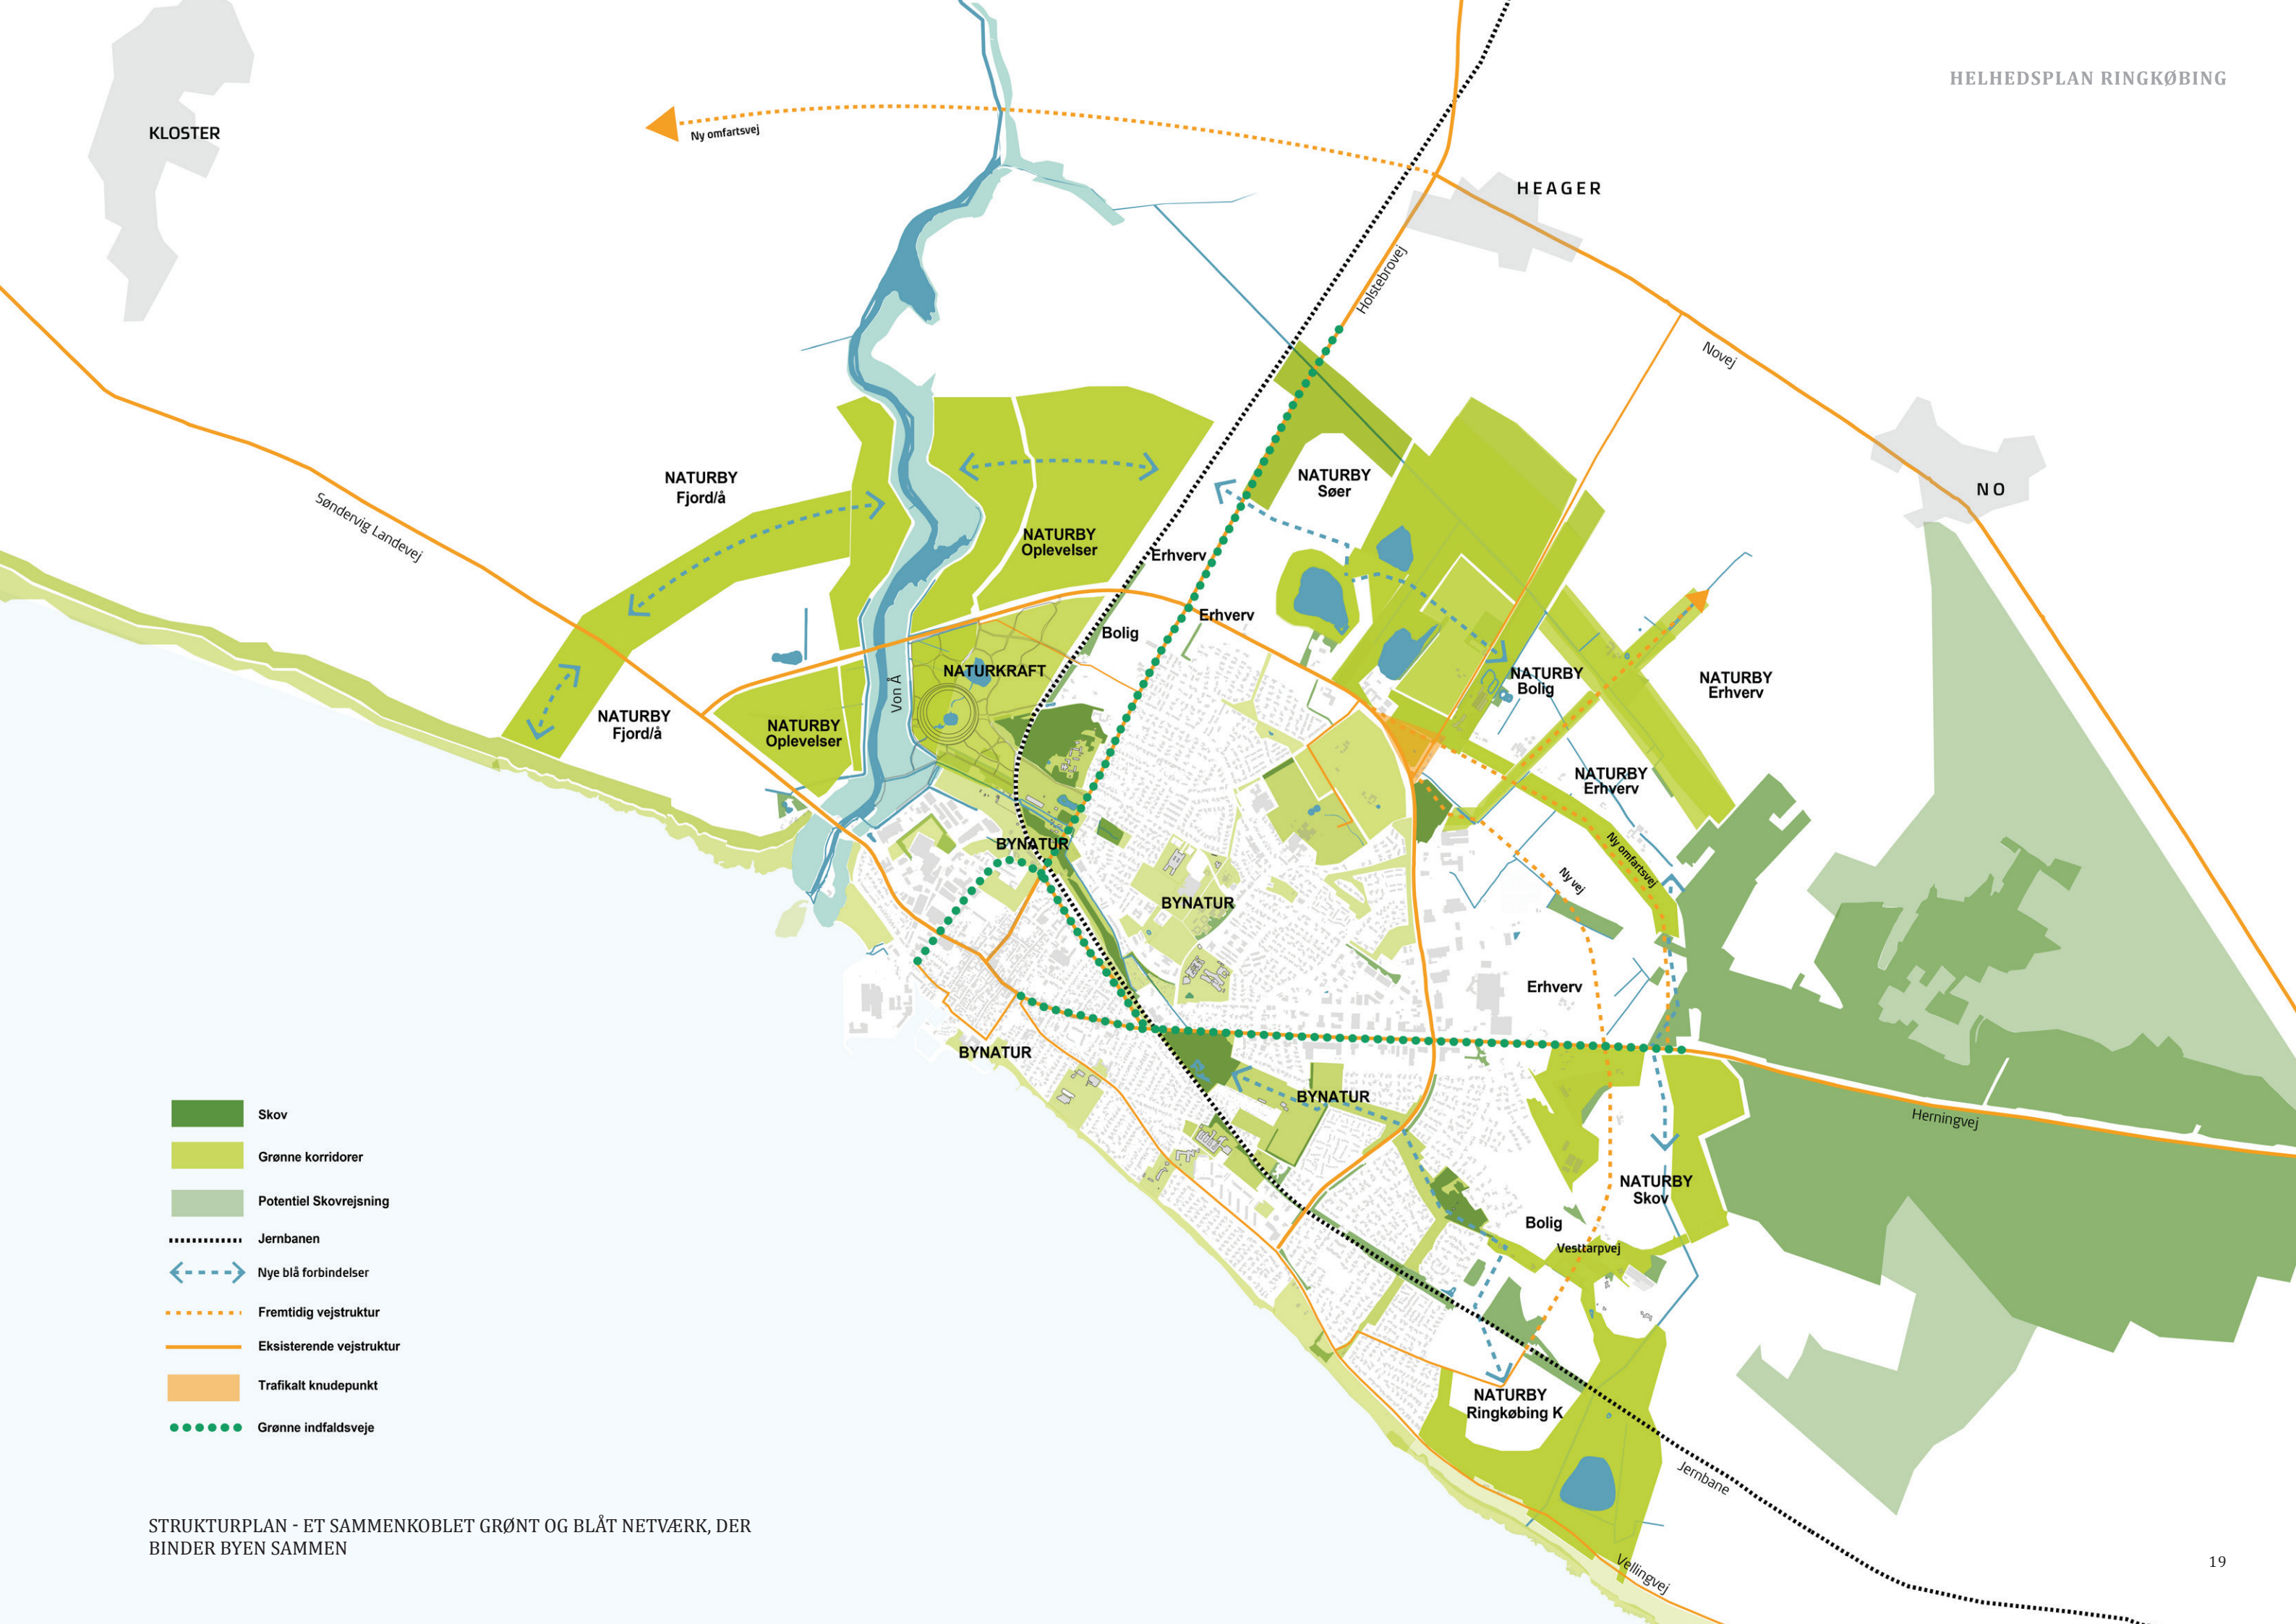 HELHEDSPLAN RINGKØBING
KLOSTER
Ny omfartsvej
HEAGER
Holstebrovej
Novej
NO
Søndervig Landevej
NATURBY
Fjord/å
NATURBY
Søer
NATURBY
Oplevelser
Erhverv
Erhverv
Bolig
NATURKRAFT
Von Å
NATURBY
Fjord/å
NATURBY
Oplevelser
NATURBY
Bolig
NATURBY
Erhverv
NATURBY
Erhverv
Ny omfartsvej
Ny vej
BYNATUR
BYNATUR
Erhverv
BYNATUR
BYNATUR
Herningvej
NATURBY
Skov
Bolig
Vesttarpvej
NATURBY
Ringkøbing K
Jernbane
Vellingvej
Skov
Grønne korridorer
Potentiel Skovrejsning
Jernbanen
Nye blå forbindelser
Fremtidig vejstruktur
Eksisterende vejstruktur
Trafikalt knudepunkt
Grønne indfaldsveje
STRUKTURPLAN - ET SAMMENKOBLET GRØNT OG BLÅT NETVÆRK, DER
BINDER BYEN SAMMEN
19